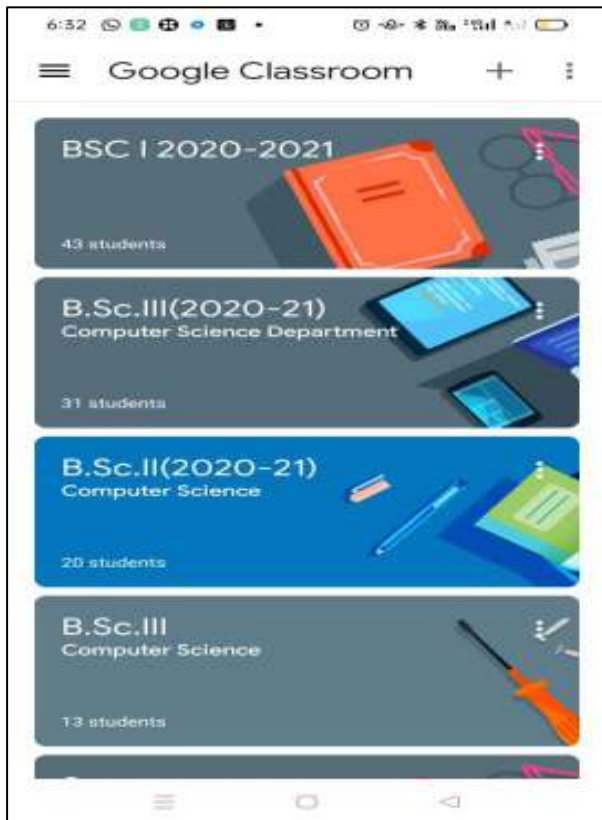 6:32
Google Classroom
BSC I 2020-2021
43 students
B.Sc.III(2020-21)
Computer Science Department
31 students
B.Sc.II(2020-21)
Computer Science
20 students
B.Sc.III
Computer Science
13 students